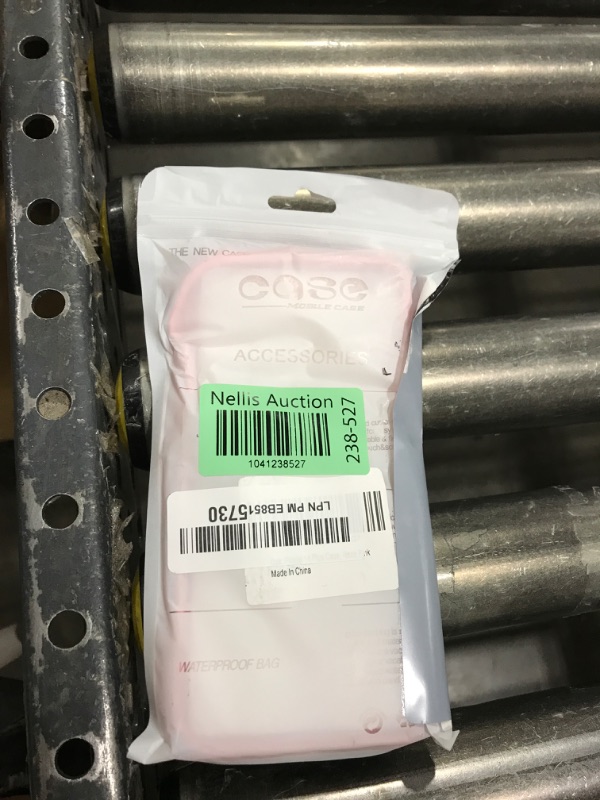 THE NEW
case
MOBILE CASE
ACCESSORIES
Nellis Auction
1041238527
238-527
LPN PM EB8515730
Made In China
WATERPROOF BAG